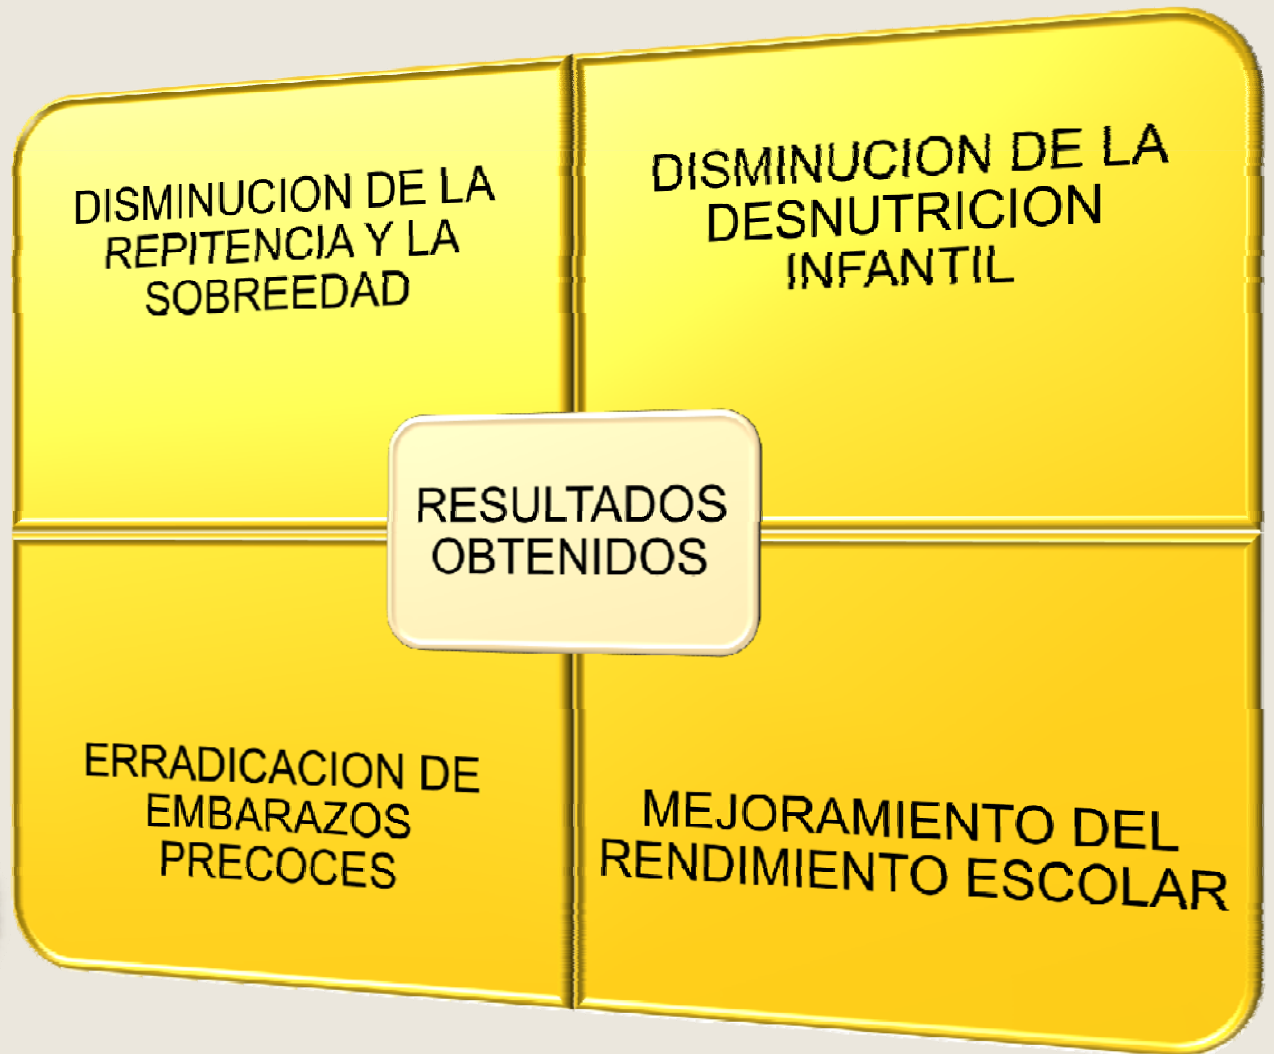 DISMINUCION DE LA
REPITENCIA Y LA
SOBREEDAD
DISMINUCION DE LA
DESNUTRICION
INFANTIL
RESULTADOS
OBTENIDOS
ERRADICACION DE
EMBARAZOS
PRECOCES
MEJORAMIENTO DEL
RENDIMIENTO ESCOLAR